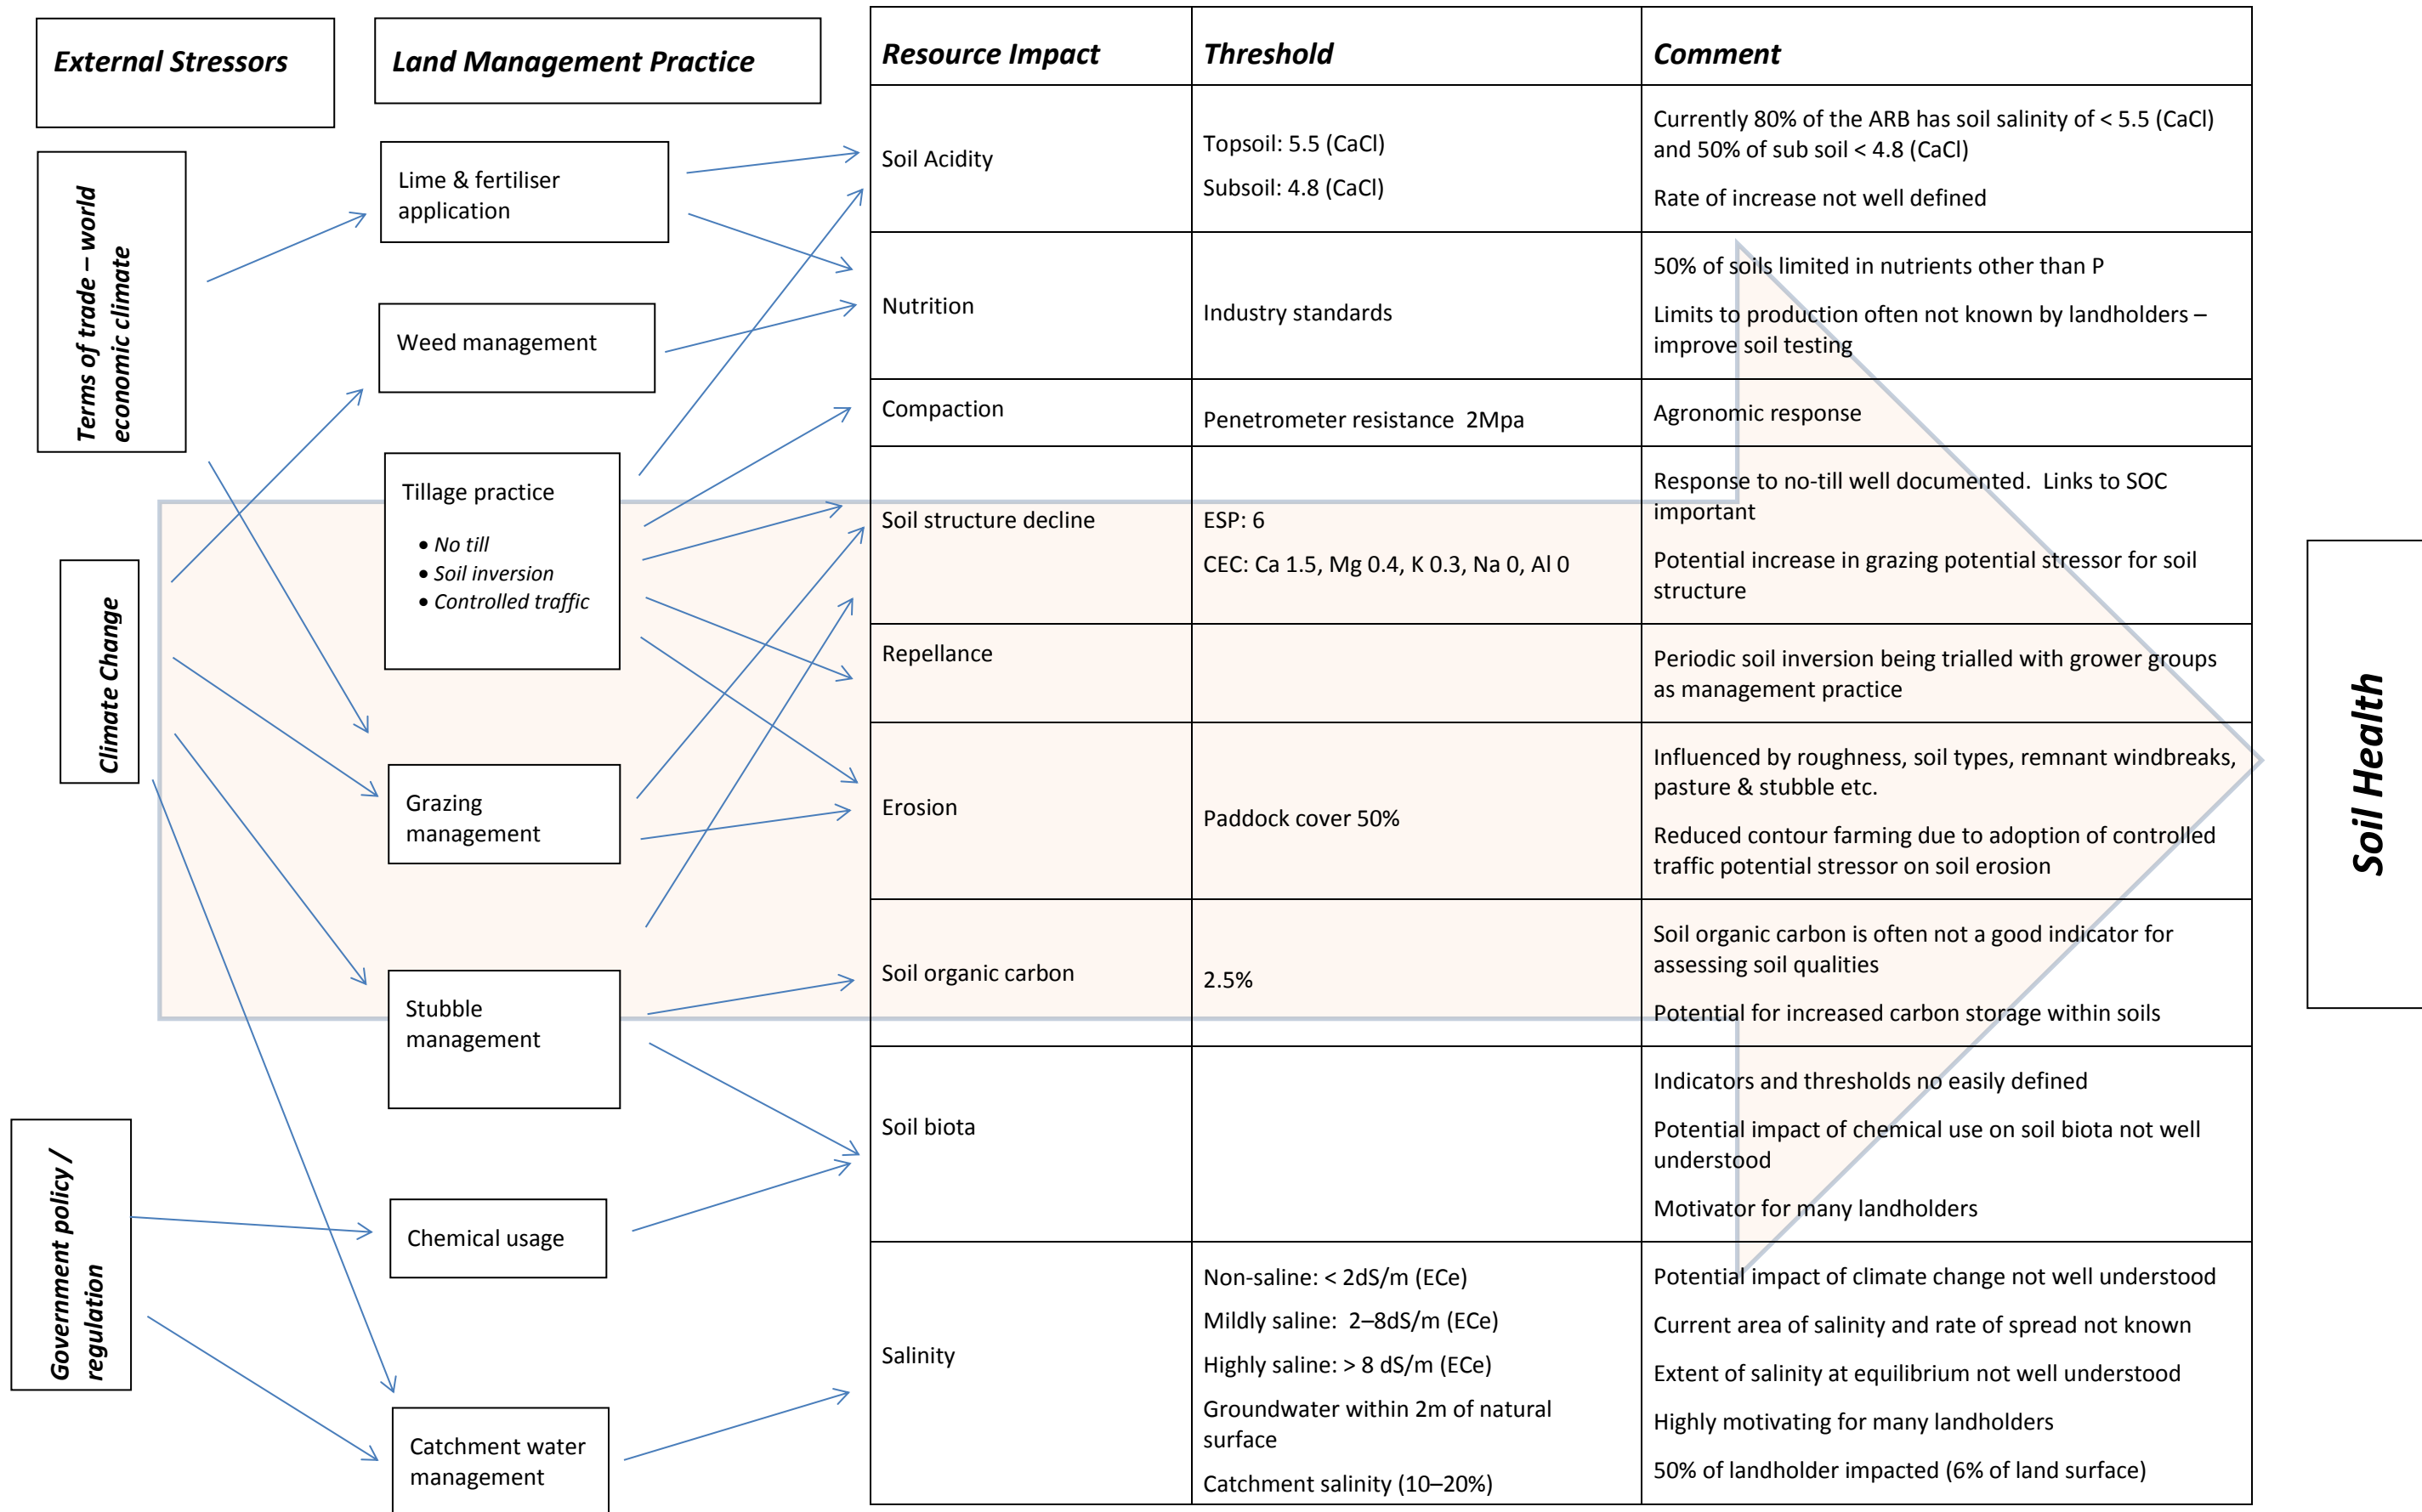 External Stressors
Land Management Practice
Terms of trade – world
economic climate
Climate Change
Government policy /
regulation
Lime & fertiliser
application
Weed management
Tillage practice
• No till
• Soil inversion
• Controlled traffic
Grazing
management
Stubble
management
Chemical usage
Catchment water
management
Resource Impact
Threshold
Comment
Soil Acidity
Topsoil: 5.5 (CaCl)
Subsoil: 4.8 (CaCl)
Currently 80% of the ARB has soil salinity of < 5.5 (CaCl)
and 50% of sub soil < 4.8 (CaCl)
Rate of increase not well defined
Nutrition
Industry standards
50% of soils limited in nutrients other than P
Limits to production often not known by landholders –
improve soil testing
Compaction
Penetrometer resistance 2Mpa
Agronomic response
Soil structure decline
ESP: 6
CEC: Ca 1.5, Mg 0.4, K 0.3, Na 0, Al 0
Response to no-till well documented. Links to SOC
important
Potential increase in grazing potential stressor for soil
structure
Repellance
Periodic soil inversion being trialled with grower groups
as management practice
Erosion
Paddock cover 50%
Influenced by roughness, soil types, remnant windbreaks,
pasture & stubble etc.
Reduced contour farming due to adoption of controlled
traffic potential stressor on soil erosion
Soil organic carbon
2.5%
Soil organic carbon is often not a good indicator for
assessing soil qualities
Potential for increased carbon storage within soils
Soil biota
Indicators and thresholds no easily defined
Potential impact of chemical use on soil biota not well
understood
Motivator for many landholders
Salinity
Non-saline: < 2dS/m (ECe)
Mildly saline: 2–8dS/m (ECe)
Highly saline: > 8 dS/m (ECe)
Groundwater within 2m of natural
surface
Catchment salinity (10–20%)
Potential impact of climate change not well understood
Current area of salinity and rate of spread not known
Extent of salinity at equilibrium not well understood
Highly motivating for many landholders
50% of landholder impacted (6% of land surface)
Soil Health